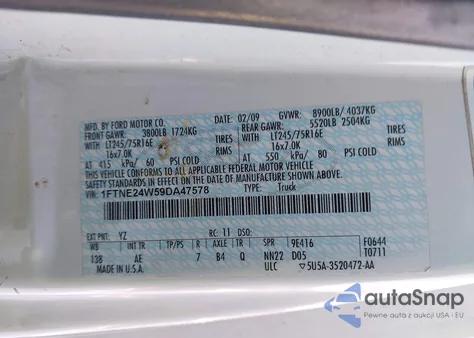 MFD. BY FORD MOTOR CO.
DATE: 02/09 GVWR: 8900LB/ 4037KG
FRONT GAWR: 3800LB 1724KG REAR GAWR: 5520LB 2504KG
WITH LT245/75R16E TIRES WITH LT245/75R16E TIRES
16x7.0K RIMS 16x7.0K RIMS
AT 415 kPa/ 60 PSI COLD AT 550 kPa/ 80 PSI COLD
THIS VEHICLE CONFORMS TO ALL APPLICABLE FEDERAL MOTOR VEHICLE
SAFETY STANDARDS IN EFFECT ON THE DATE OF MANUFACTURE SHOWN ABOVE.
VIN: 1FTNE24W59DA47578
TYPE: Truck
EXT PNT: YZ RC: 11 DSO: F0644
WB INT TR TP/PS R AXLE TR SPR 9E416 T0711
138 AE 7 B4 Q NN22 D05
MADE IN U.S.A. ULC ▽5U5A-3520472-AA
autoSnap
Pewne auta z USA i EU